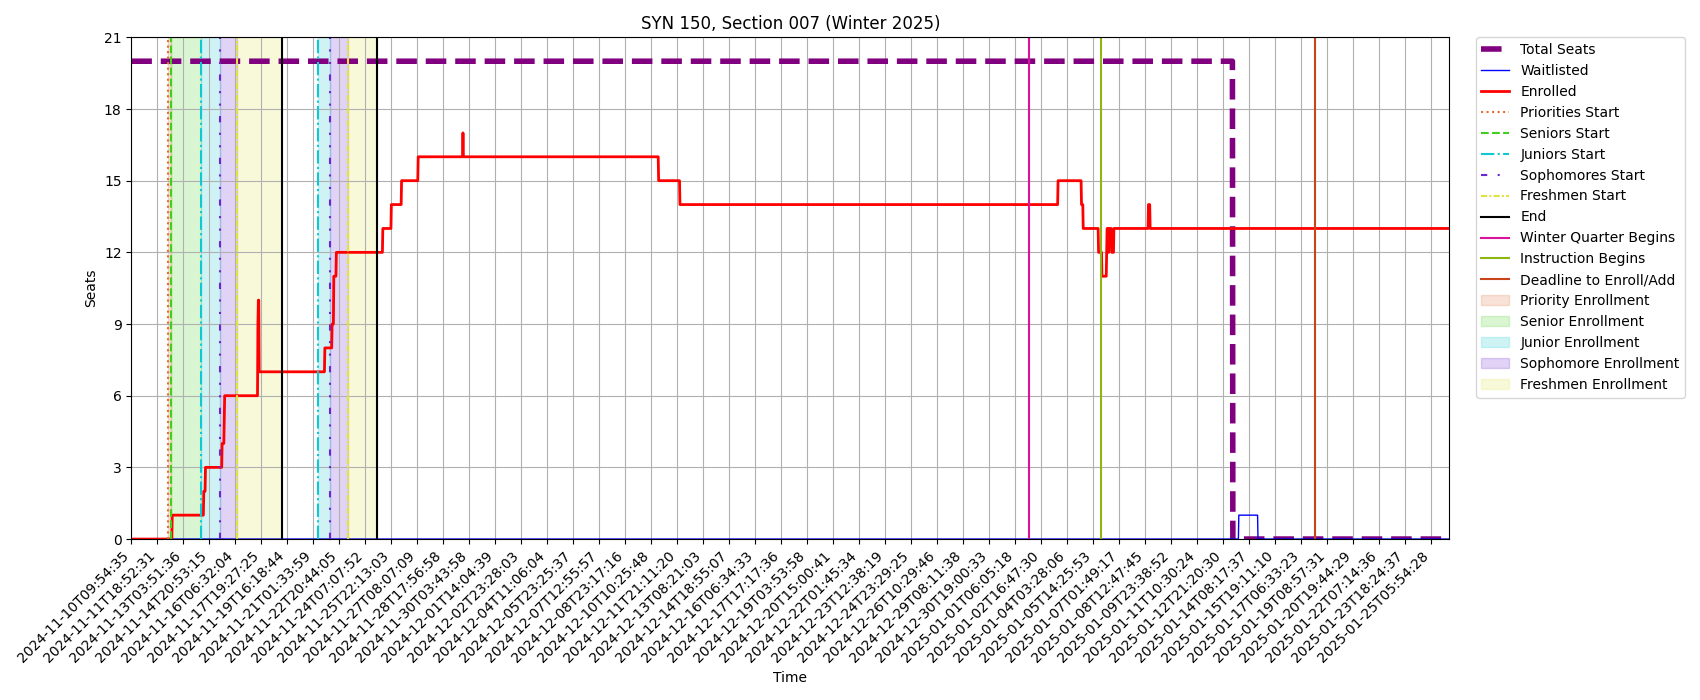 SYN 150, Section 007 (Winter 2025)
Seats
21
18
15
12
9
6
3
0
2024-11-10T09:54:35
2024-11-11T18:52:31
2024-11-13T03:51:36
2024-11-14T20:53:15
2024-11-16T06:32:04
2024-11-17T19:27:25
2024-11-19T16:18:44
2024-11-21T01:33:59
2024-11-22T20:44:05
2024-11-24T07:07:52
2024-11-25T22:13:03
2024-11-27T08:07:09
2024-11-28T17:56:58
2024-11-30T03:43:58
2024-12-01T14:04:39
2024-12-02T23:28:03
2024-12-04T11:06:04
2024-12-05T23:25:37
2024-12-07T12:55:57
2024-12-08T23:17:16
2024-12-10T10:25:48
2024-12-11T21:11:20
2024-12-13T08:21:03
2024-12-14T18:55:07
2024-12-16T06:34:33
2024-12-17T17:17:36
2024-12-19T03:53:58
2024-12-20T15:00:41
2024-12-22T01:45:34
2024-12-23T12:38:19
2024-12-24T23:29:25
2024-12-26T10:29:46
2024-12-29T08:11:38
2024-12-30T19:00:33
2025-01-01T06:05:18
2025-01-02T16:47:30
2025-01-04T03:28:06
2025-01-05T14:25:53
2025-01-07T01:49:17
2025-01-08T12:47:45
2025-01-09T23:38:52
2025-01-11T10:30:24
2025-01-12T21:20:30
2025-01-14T08:17:37
2025-01-15T19:11:10
2025-01-17T06:33:23
2025-01-19T08:57:31
2025-01-20T19:44:29
2025-01-22T07:14:36
2025-01-23T18:24:37
2025-01-25T05:54:28
Time
Total Seats
Waitlisted
Enrolled
Priorities Start
Seniors Start
Juniors Start
Sophomores Start
Freshmen Start
End
Winter Quarter Begins
Instruction Begins
Deadline to Enroll/Add
Priority Enrollment
Senior Enrollment
Junior Enrollment
Sophomore Enrollment
Freshmen Enrollment